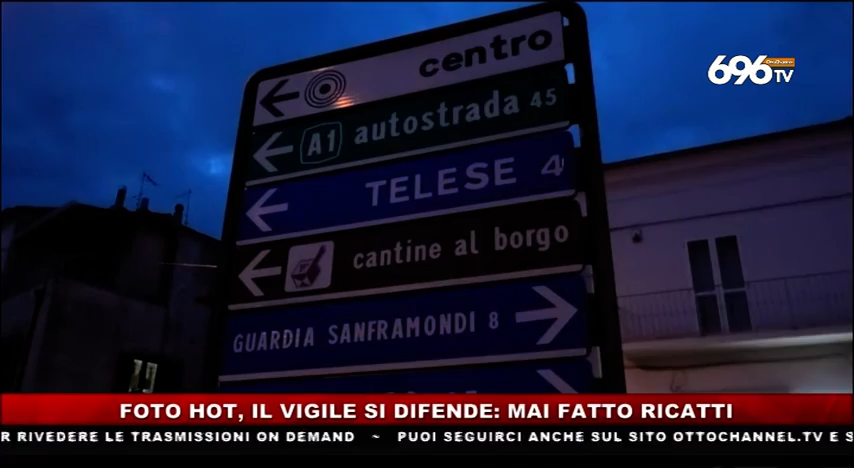 centro
696
OttoChannel
TV
A1 autostrada 45
TELESE 4
cantine al borgo
GUARDIA SANFRAMONDI 8
FOTO HOT, IL VIGILE SI DIFENDE: MAI FATTO RICATTI
R RIVEDERE LE TRASMISSIONI ON DEMAND ~ PUOI SEGUIRCI ANCHE SUL SITO OTTOCHANNEL.TV E S